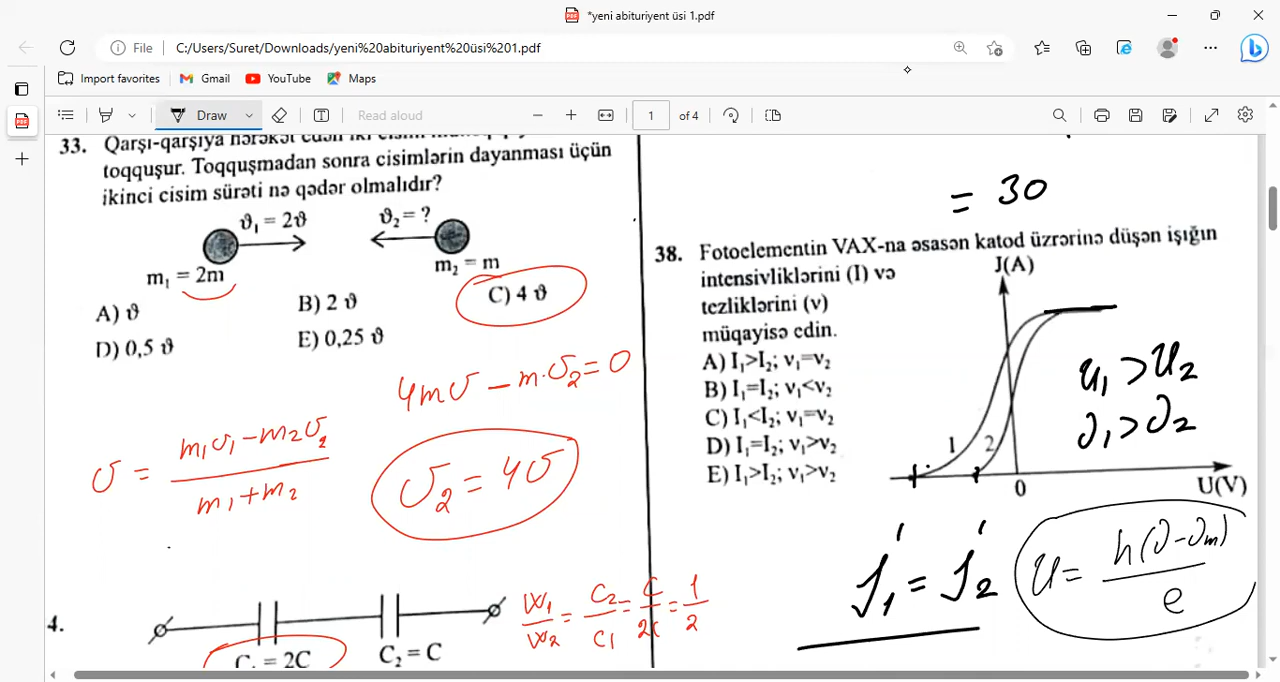 *yeni abituriyent üsi 1.pdf
File
C:/Users/Suret/Downloads/yeni%20abituriyent%20üsi%201.pdf
Import favorites
Gmail
YouTube
Maps
Draw
Read aloud
1
of 4
33. Qarşı-qarşıya hərəkət edən iki cisim
toqquşur. Toqquşmadan sonra cisimlərin dayanması üçün
ikinci cisim sürəti nə qədər olmalıdır?
ϑ₁ = 2ϑ
ϑ₂ = ?
m₁ = 2m
m₂ = m
A) ϑ
B) 2 ϑ
C) 4 ϑ
D) 0,5 ϑ
E) 0,25 ϑ
4mυ – m·υ₂ = 0
υ = (m₁υ₁ – m₂υ₂)/(m₁ + m₂)
υ₂ = 4υ
4.
C₁ = 2C
C₂ = C
W₁/W₂ = C₂/C₁ = C/2C = 1/2
= 30
38. Fotoelementin VAX-na əsasən katod üzrərinə düşən işığın
intensivliklərini (I) və
tezliklərini (ν)
müqayisə edin.
A) I₁>I₂; ν₁=ν₂
B) I₁=I₂; ν₁<ν₂
C) I₁<I₂; ν₁=ν₂
D) I₁=I₂; ν₁>ν₂
E) I₁>I₂; ν₁>ν₂
J(A)
1
2
0
U(V)
u₁ > u₂
ν₁ > ν₂
J₁ = J₂
u = h(ν–νm)/e